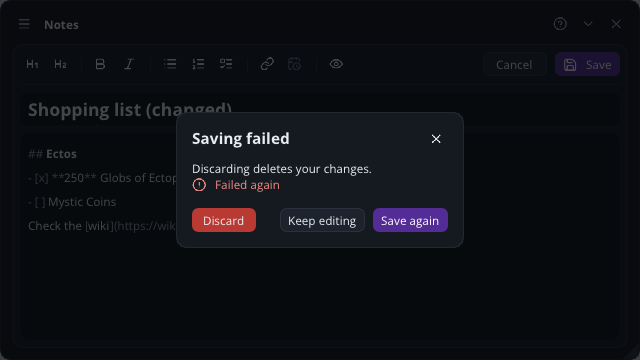 Notes
H1 H2 B I Cancel Save
Shopping list (changed)
## Ectos
- [x] **250** Globs of Ectop
- [ ] Mystic Coins
Check the [wiki](https://wik
Saving failed
Discarding deletes your changes.
Failed again
Discard Keep editing Save again